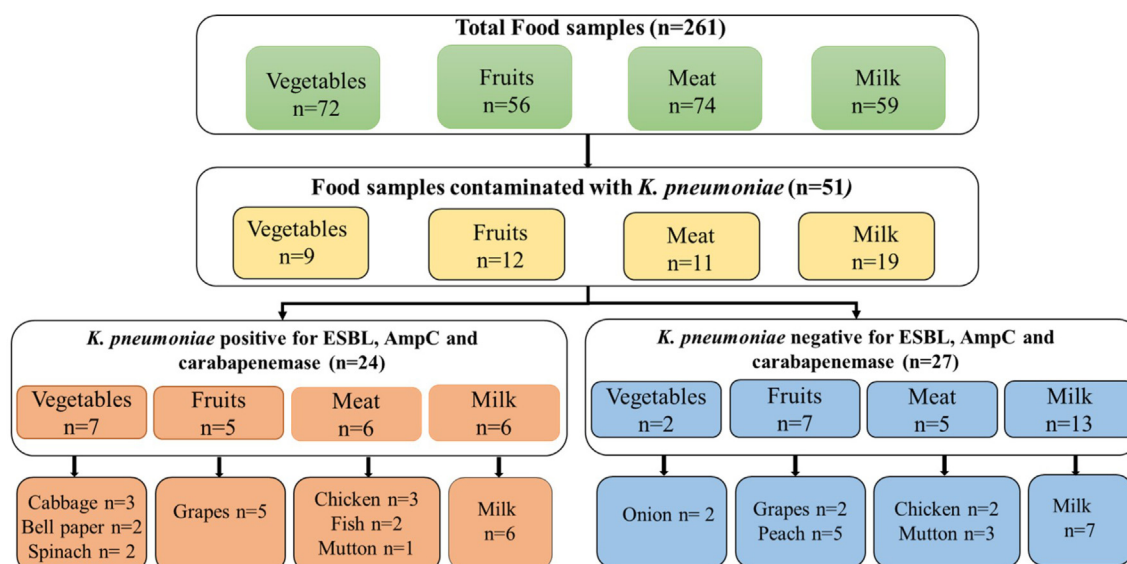 Total Food samples (n=261)
Vegetables
n=72
Fruits
n=56
Meat
n=74
Milk
n=59
Food samples contaminated with K. pneumoniae (n=51)
Vegetables
n=9
Fruits
n=12
Meat
n=11
Milk
n=19
K. pneumoniae positive for ESBL, AmpC and
carabapenemase (n=24)
Vegetables
n=7
Fruits
n=5
Meat
n=6
Milk
n=6
Cabbage n=3
Bell paper n=2
Spinach n= 2
Grapes n=5
Chicken n=3
Fish n=2
Mutton n=1
Milk
n=6
K. pneumoniae negative for ESBL, AmpC and
carabapenemase (n=27)
Vegetables
n=2
Fruits
n=7
Meat
n=5
Milk
n=13
Onion n= 2
Grapes n=2
Peach n=5
Chicken n=2
Mutton n=3
Milk
n=7